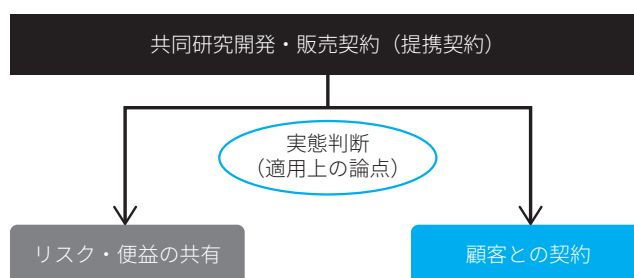 共同研究開発・販売契約（提携契約）
実態判断
（適用上の論点）
リスク・便益の共有
顧客との契約